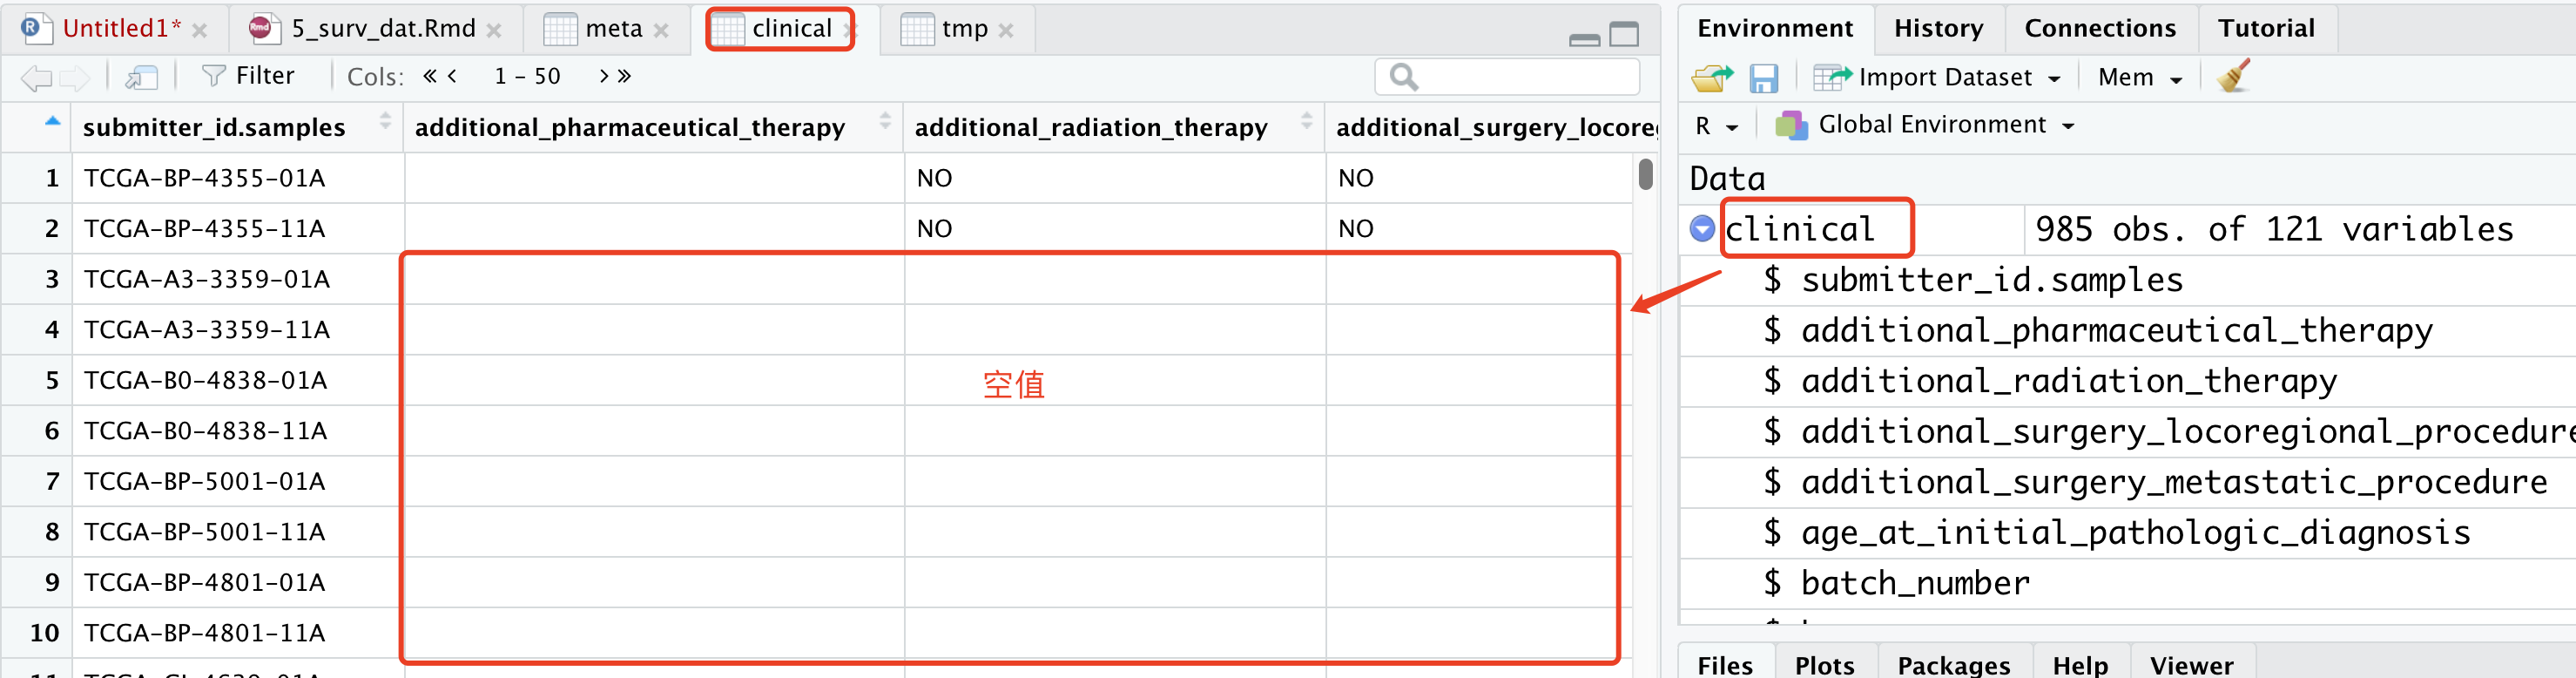 Untitled1* 5_surv_dat.Rmd meta clinical tmp
Filter Cols: « < 1 – 50 > »
submitter_id.samples additional_pharmaceutical_therapy additional_radiation_therapy additional_surgery_locoreg
1 TCGA-BP-4355-01A NO NO
2 TCGA-BP-4355-11A NO NO
3 TCGA-A3-3359-01A
4 TCGA-A3-3359-11A
5 TCGA-B0-4838-01A
空值
6 TCGA-B0-4838-11A
7 TCGA-BP-5001-01A
8 TCGA-BP-5001-11A
9 TCGA-BP-4801-01A
10 TCGA-BP-4801-11A
Environment History Connections Tutorial
Import Dataset Mem
R Global Environment
Data
clinical 985 obs. of 121 variables
$ submitter_id.samples
$ additional_pharmaceutical_therapy
$ additional_radiation_therapy
$ additional_surgery_locoregional_procedure
$ additional_surgery_metastatic_procedure
$ age_at_initial_pathologic_diagnosis
$ batch_number
Files Plots Packages Help Viewer